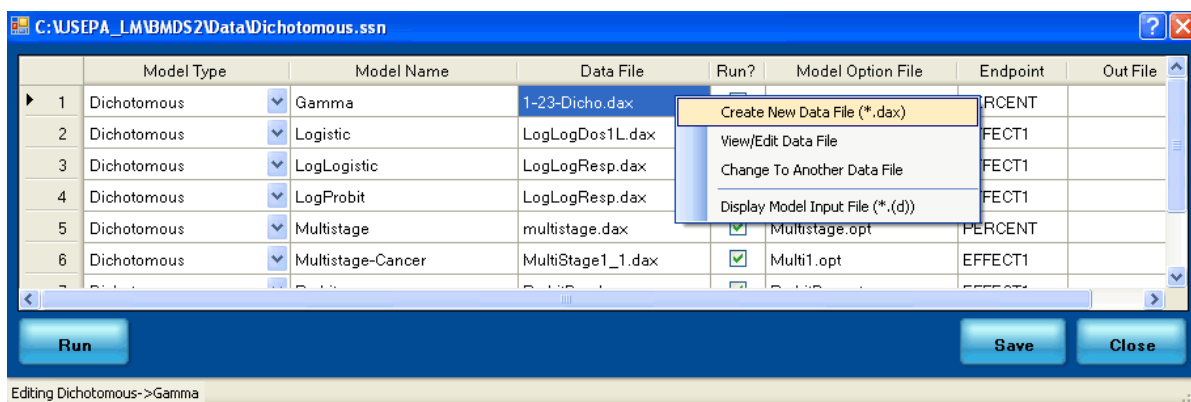 C:\USEPA_LM\BMDS2\Data\Dichotomous.ssn
Model Type Model Name Data File Run? Model Option File Endpoint Out File
1 Dichotomous Gamma 1-23-Dicho.dax RCENT
Create New Data File (*.dax)
2 Dichotomous Logistic LogLogDos1L.dax FECT1
View/Edit Data File
3 Dichotomous LogLogistic LogLogResp.dax FECT1
Change To Another Data File
4 Dichotomous LogProbit LogLogResp.dax FECT1
Display Model Input File (*.(d))
5 Dichotomous Multistage multistage.dax Multistage.opt PERCENT
6 Dichotomous Multistage-Cancer MultiStage1_1.dax Multi1.opt EFFECT1
Run Save Close
Editing Dichotomous->Gamma